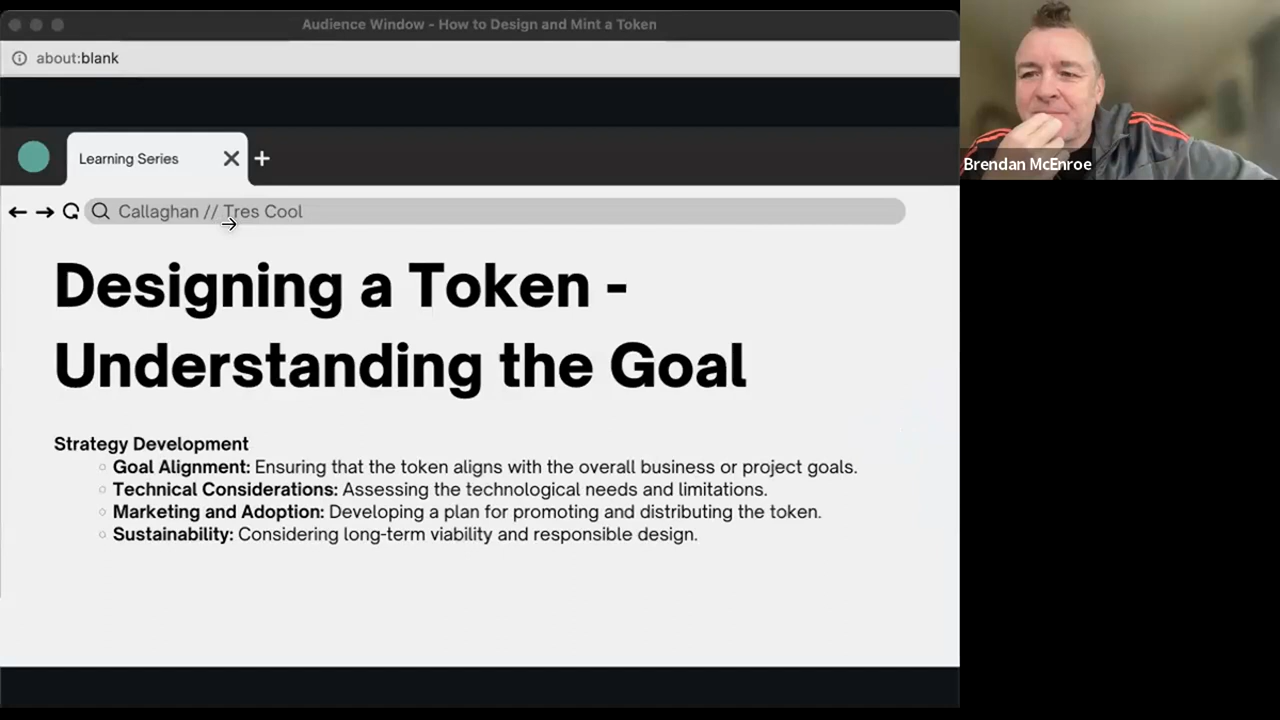 Audience Window - How to Design and Mint a Token
about:blank
Learning Series
Callaghan // Tres Cool
Designing a Token -
Understanding the Goal
Strategy Development
Goal Alignment: Ensuring that the token aligns with the overall business or project goals.
Technical Considerations: Assessing the technological needs and limitations.
Marketing and Adoption: Developing a plan for promoting and distributing the token.
Sustainability: Considering long-term viability and responsible design.
Brendan McEnroe